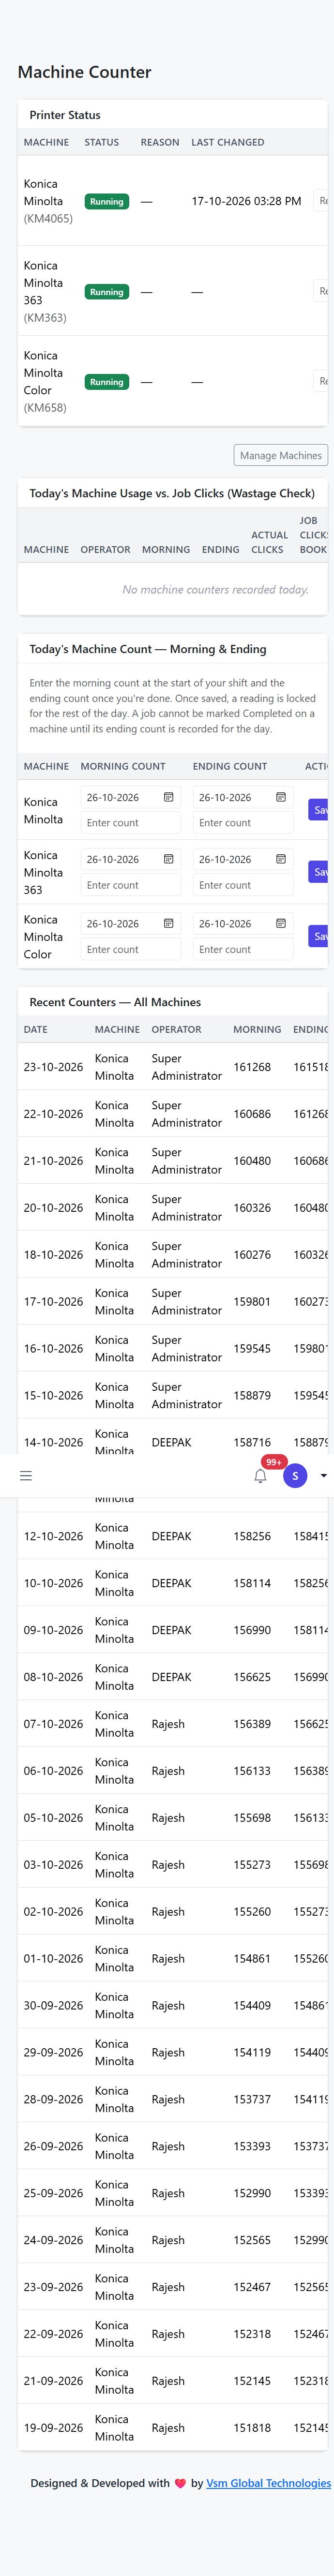 Machine Counter
Printer Status
MACHINE STATUS REASON LAST CHANGED
Konica
Minolta
(KM4065)
Running — 17-10-2026 03:28 PM Re
Konica
Minolta
363
(KM363)
Running — — Re
Konica
Minolta
Color
(KM658)
Running — — Re
Manage Machines
Today's Machine Usage vs. Job Clicks (Wastage Check)
MACHINE OPERATOR MORNING ENDING ACTUAL CLICKS JOB CLICKS BOOK
No machine counters recorded today.
Today's Machine Count — Morning & Ending
Enter the morning count at the start of your shift and the
ending count once you're done. Once saved, a reading is locked
for the rest of the day. A job cannot be marked Completed on a
machine until its ending count is recorded for the day.
MACHINE MORNING COUNT ENDING COUNT ACTIO
Konica
Minolta
26-10-2026 26-10-2026
Enter count Enter count
Sav
Konica
Minolta
363
26-10-2026 26-10-2026
Enter count Enter count
Sav
Konica
Minolta
Color
26-10-2026 26-10-2026
Enter count Enter count
Sav
Recent Counters — All Machines
DATE MACHINE OPERATOR MORNING ENDING
23-10-2026 Konica Minolta Super Administrator 161268 161518
22-10-2026 Konica Minolta Super Administrator 160686 161268
21-10-2026 Konica Minolta Super Administrator 160480 160686
20-10-2026 Konica Minolta Super Administrator 160326 160480
18-10-2026 Konica Minolta Super Administrator 160276 160326
17-10-2026 Konica Minolta Super Administrator 159801 160273
16-10-2026 Konica Minolta Super Administrator 159545 159801
15-10-2026 Konica Minolta Super Administrator 158879 159545
14-10-2026 Konica Minolta DEEPAK 158716 158879
99+
S
Minolta
12-10-2026 Konica Minolta DEEPAK 158256 158415
10-10-2026 Konica Minolta DEEPAK 158114 158256
09-10-2026 Konica Minolta DEEPAK 156990 158114
08-10-2026 Konica Minolta DEEPAK 156625 156990
07-10-2026 Konica Minolta Rajesh 156389 156625
06-10-2026 Konica Minolta Rajesh 156133 156389
05-10-2026 Konica Minolta Rajesh 155698 156133
03-10-2026 Konica Minolta Rajesh 155273 155698
02-10-2026 Konica Minolta Rajesh 155260 155273
01-10-2026 Konica Minolta Rajesh 154861 155260
30-09-2026 Konica Minolta Rajesh 154409 154861
29-09-2026 Konica Minolta Rajesh 154119 154409
28-09-2026 Konica Minolta Rajesh 153737 154119
26-09-2026 Konica Minolta Rajesh 153393 153737
25-09-2026 Konica Minolta Rajesh 152990 153393
24-09-2026 Konica Minolta Rajesh 152565 152990
23-09-2026 Konica Minolta Rajesh 152467 152565
22-09-2026 Konica Minolta Rajesh 152318 152467
21-09-2026 Konica Minolta Rajesh 152145 152318
19-09-2026 Konica Minolta Rajesh 151818 152145
Designed & Developed with ❤️ by Vsm Global Technologies